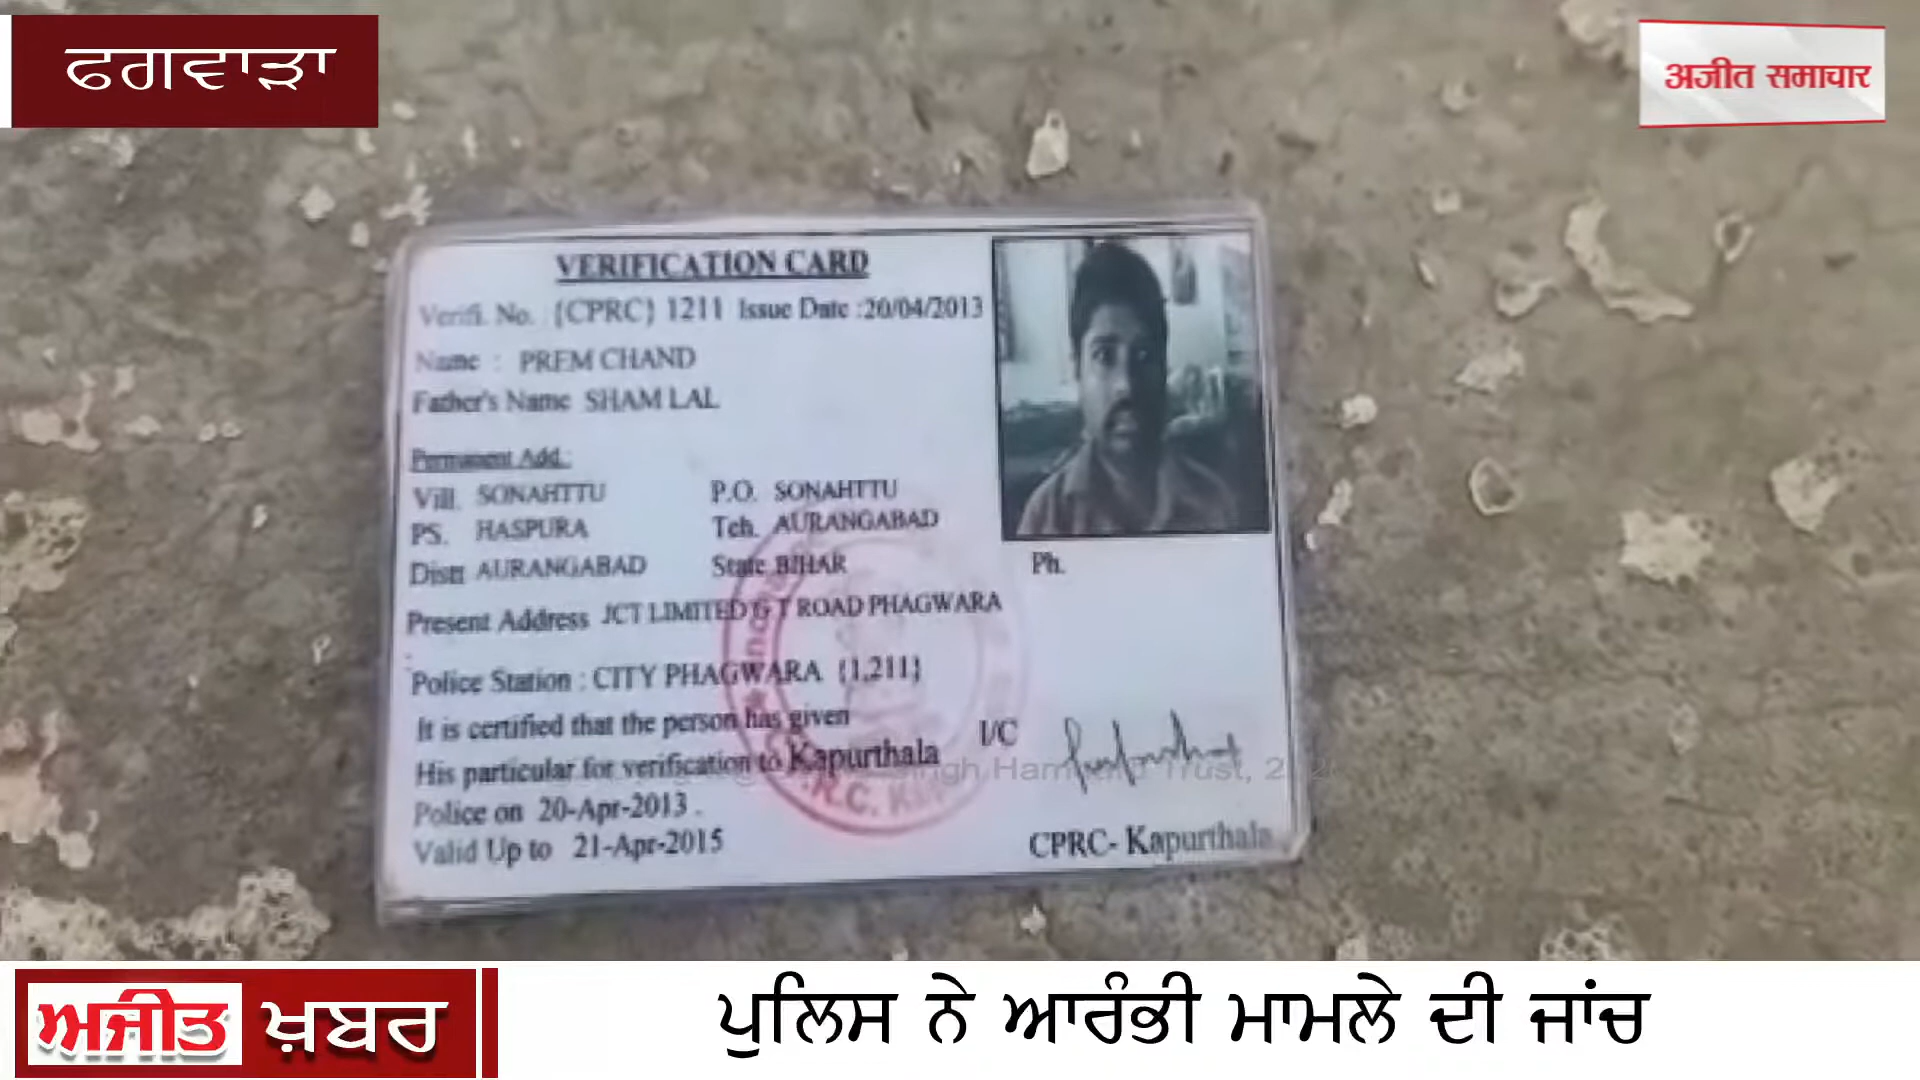 ਫਗਵਾੜਾ
अजीत समाचार
VERIFICATION CARD
Verifi. No. {CPRC} 1211 Issue Date :20/04/2013
Name : PREM CHAND
Father's Name SHAM LAL
Permanent Add.:
Vill. SONAHTTU P.O. SONAHTTU
PS. HASPURA Teh. AURANGABAD
Distt AURANGABAD State BIHAR Ph.
Present Address JCT LIMITED G T ROAD PHAGWARA
Police Station : CITY PHAGWARA {1,211}
It is certified that the person has given I/C
His particular for verification to Kapurthala
Singh Hamdard Trust,
Police on 20-Apr-2013 .
Valid Up to 21-Apr-2015 CPRC- Kapurthala
ਅਜੀਤ ਖ਼ਬਰ
ਪੁਲਿਸ ਨੇ ਆਰੰਭੀ ਮਾਮਲੇ ਦੀ ਜਾਂਚ